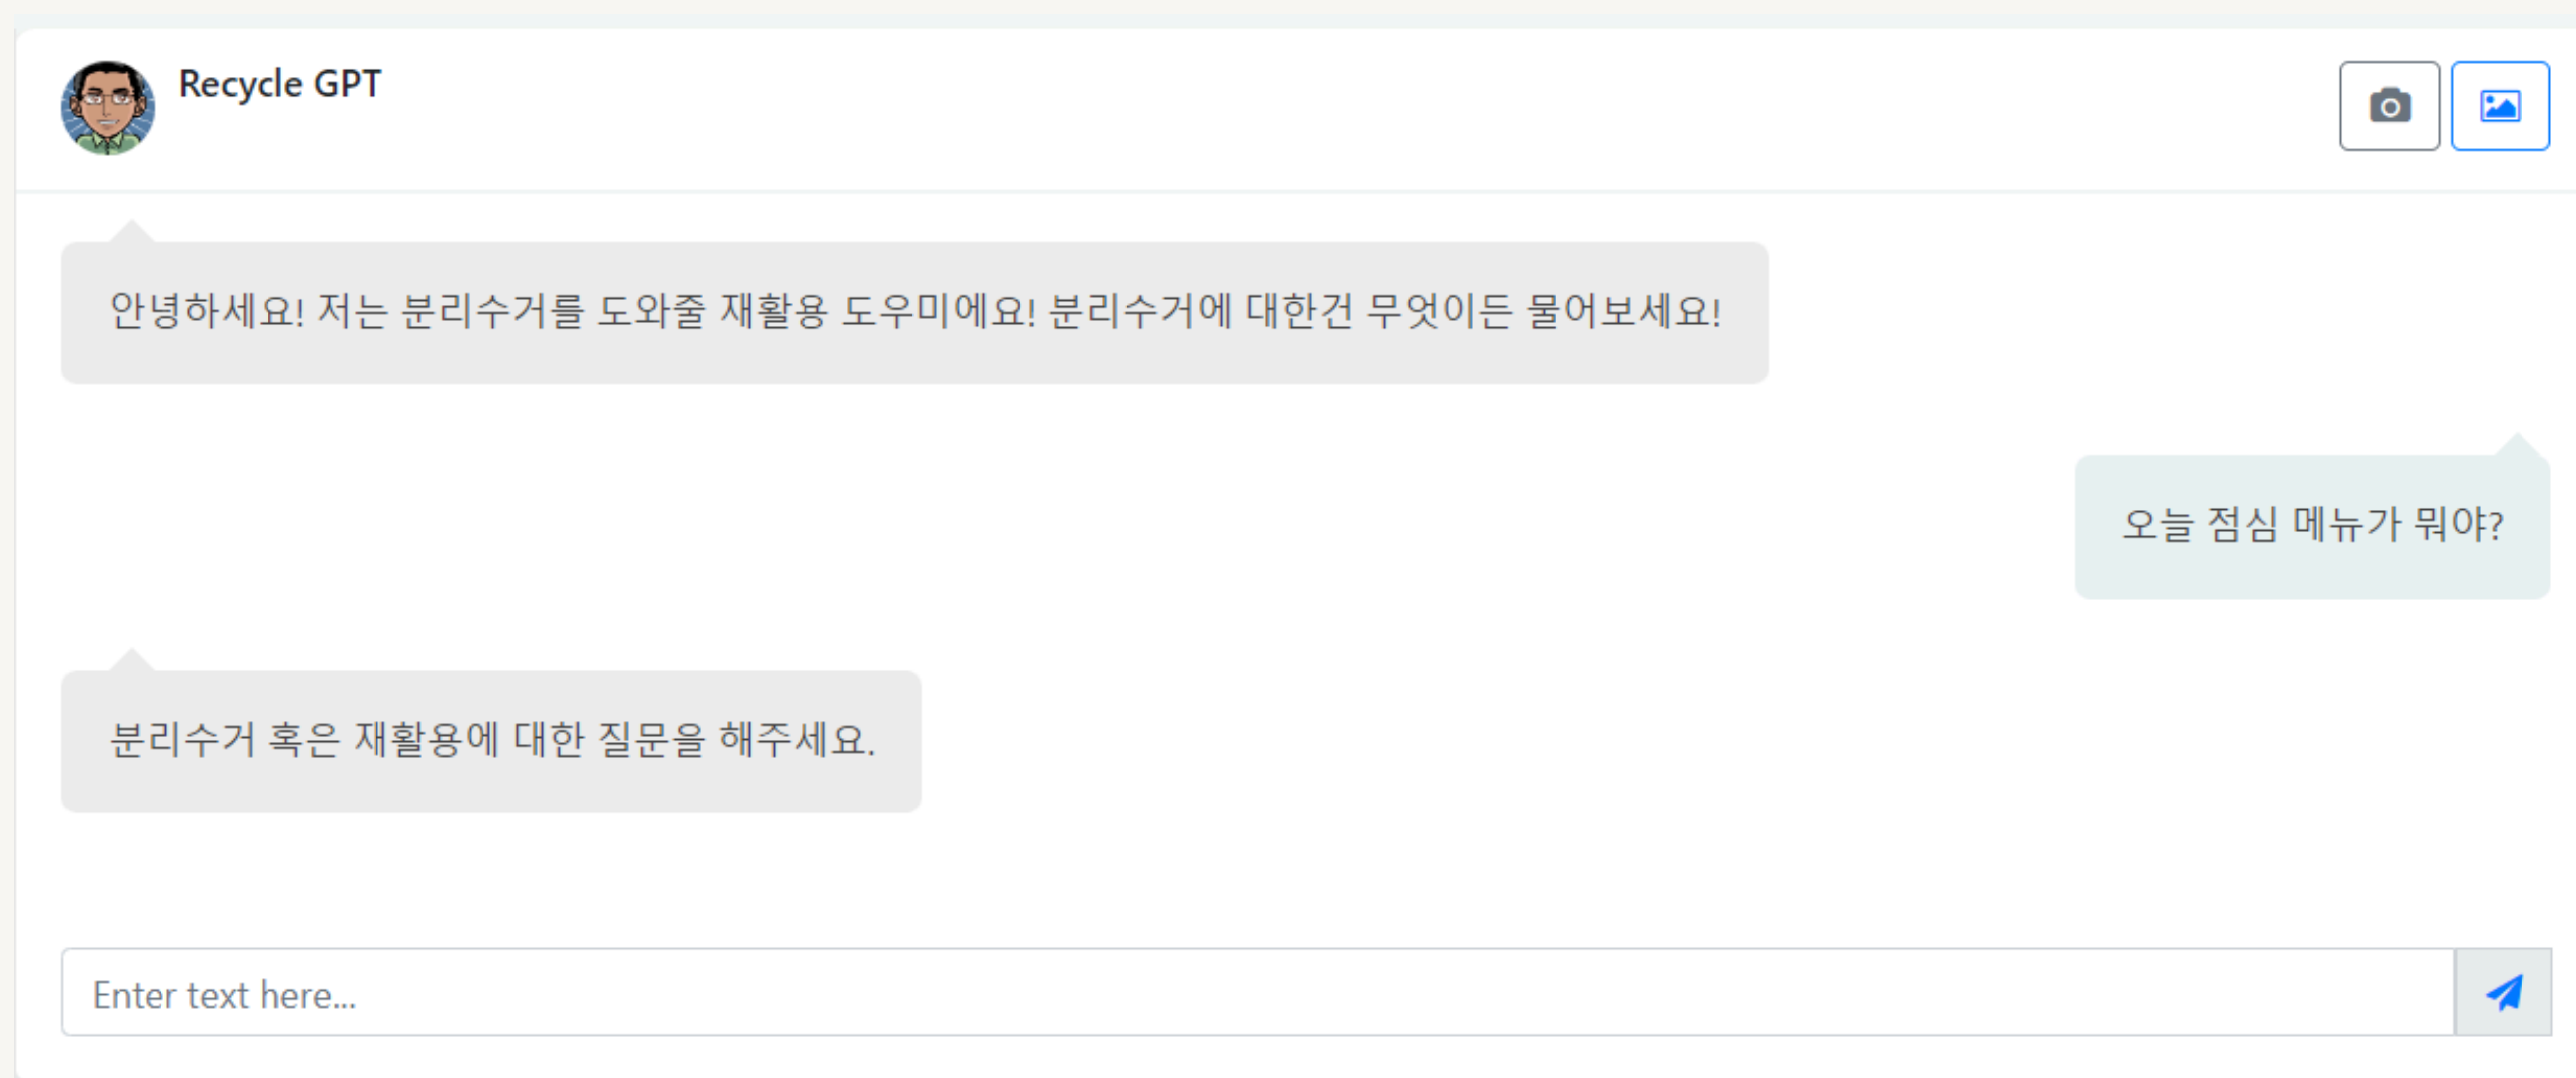 Recycle GPT
안녕하세요! 저는 분리수거를 도와줄 재활용 도우미에요! 분리수거에 대한건 무엇이든 물어보세요!
오늘 점심 메뉴가 뭐야?
분리수거 혹은 재활용에 대한 질문을 해주세요.
Enter text here...